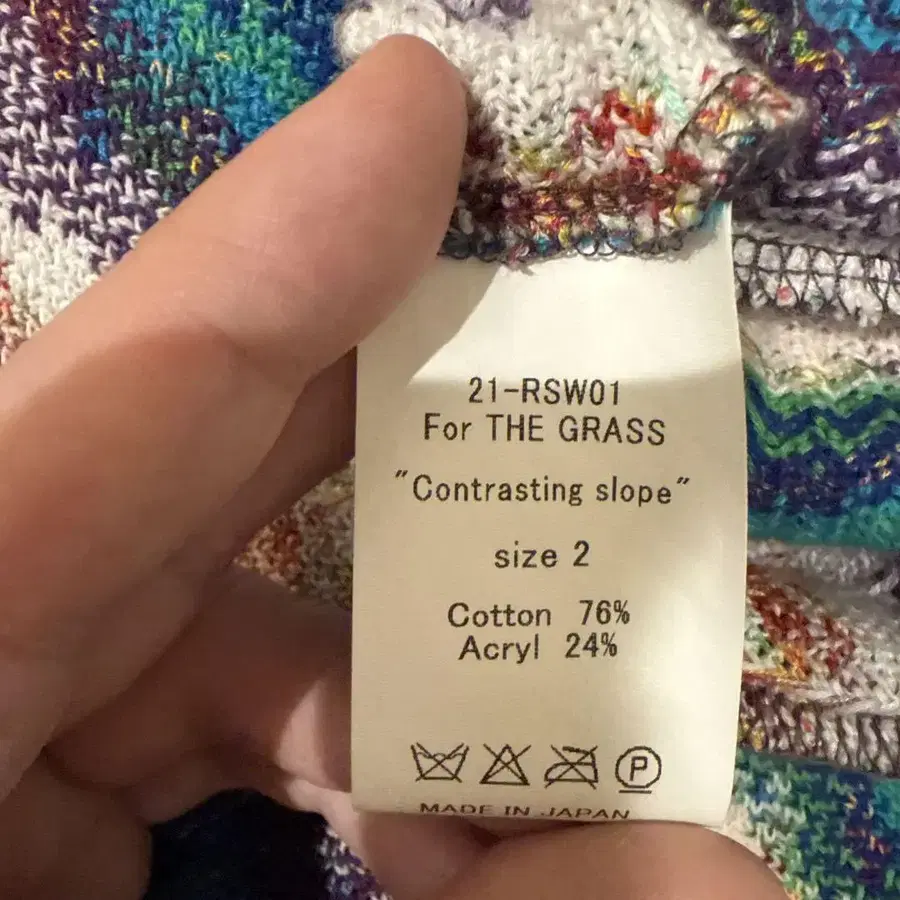 21-RSW01
For THE GRASS
"Contrasting slope"
size 2
Cotton 76%
Acryl 24%
P
MADE IN JAPAN